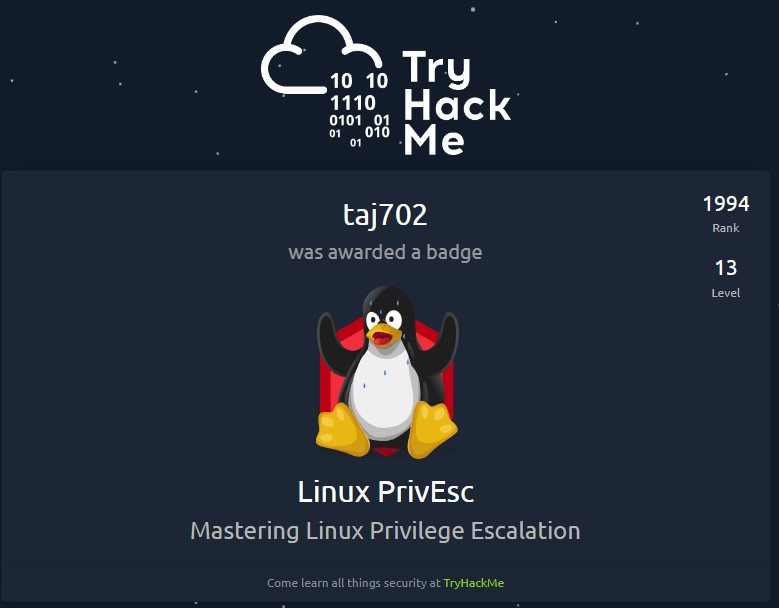 10 10
1110
0101 01
01 010
01
Try
Hack
Me
taj702
was awarded a badge
1994
Rank
13
Level
Linux PrivEsc
Mastering Linux Privilege Escalation
Come learn all things security at TryHackMe